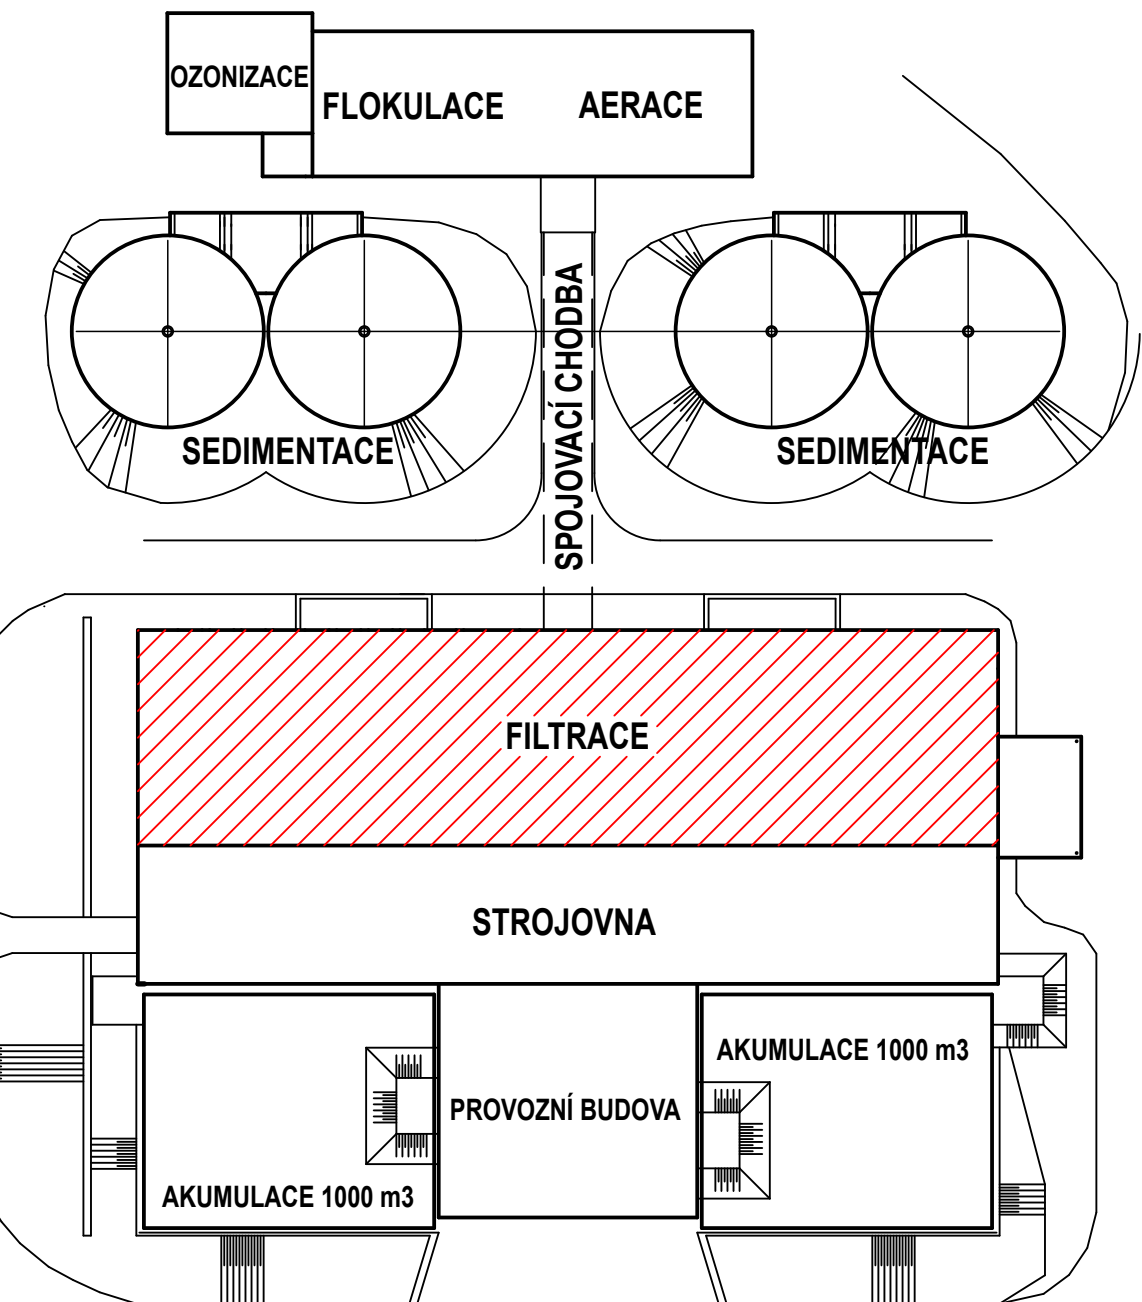 OZONIZACE
FLOKULACE
AERACE
SEDIMENTACE
SPOJOVACÍ CHODBA
SEDIMENTACE
FILTRACE
STROJOVNA
AKUMULACE 1000 m3
PROVOZNÍ BUDOVA
AKUMULACE 1000 m3